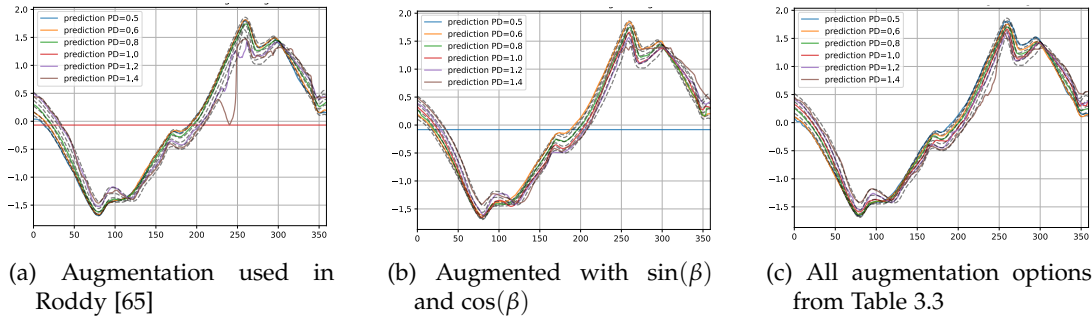 2.0
1.5
1.0
0.5
0.0
−0.5
−1.0
−1.5
0 50 100 150 200 250 300 350
prediction PD=0.5
prediction PD=0.6
prediction PD=0.8
prediction PD=1.0
prediction PD=1.2
prediction PD=1.4
(a) Augmentation used in
Roddy [65]
2,0
1,5
1,0
0,5
0,0
−0,5
−1,0
−1,5
0 50 100 150 200 250 300 350
prediction PD=0.5
prediction PD=0.6
prediction PD=0.8
prediction PD=1.0
prediction PD=1.2
prediction PD=1.4
(b) Augmented with sin(β)
and cos(β)
2.0
1.5
1.0
0.5
0.0
−0.5
−1.0
−1.5
0 50 100 150 200 250 300 350
prediction PD=0.5
prediction PD=0.6
prediction PD=0.8
prediction PD=1.0
prediction PD=1.2
prediction PD=1.4
(c) All augmentation options
from Table 3.3